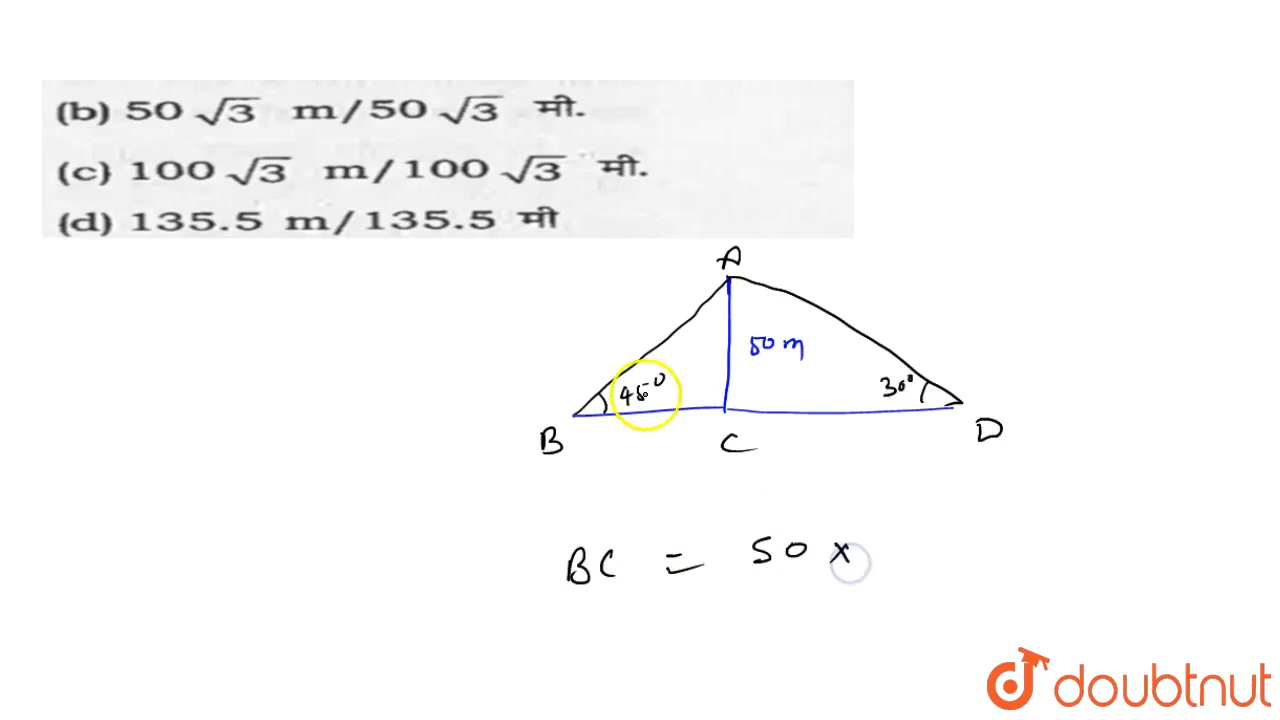 (b) 50 √3 m/50 √3 मी.
(c) 100 √3 m/100 √3 मी.
(d) 135.5 m/135.5 मी
A
50 m
45° 30°
B C D
BC = 50 ×
doubtnut